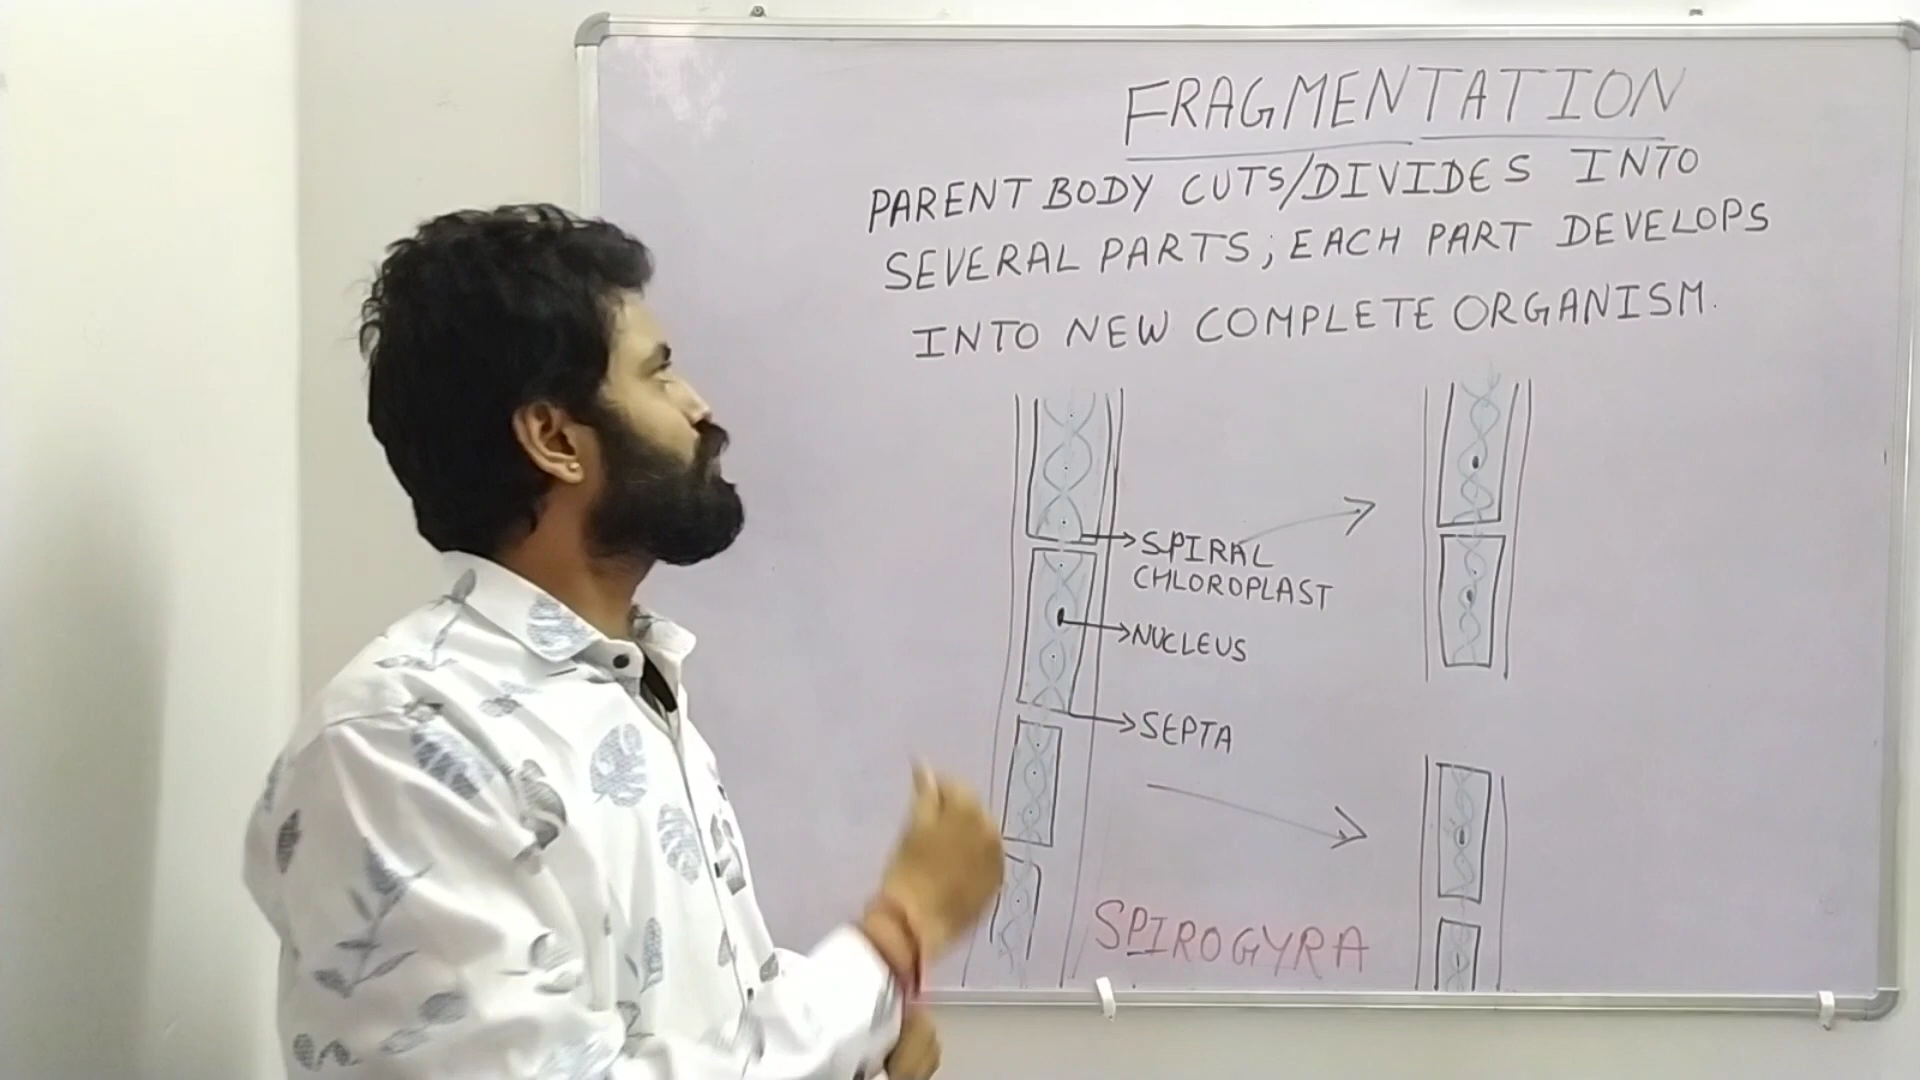 FRAGMENTATION
PARENT BODY CUTS/DIVIDES INTO
SEVERAL PARTS; EACH PART DEVELOPS
INTO NEW COMPLETE ORGANISM.
SPIRAL
CHLOROPLAST
NUCLEUS
SEPTA
SPIROGYRA